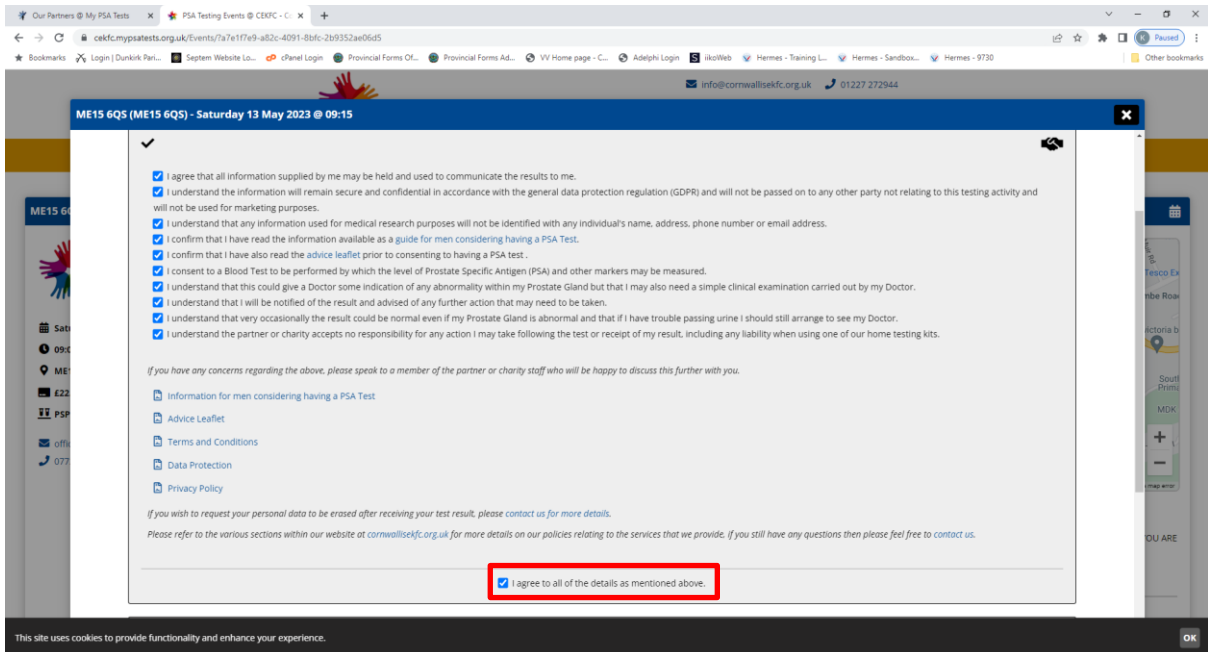 Our Partners @ My PSA Tests
PSA Testing Events @ CEKFC - C
cekfc.mypsatests.org.uk/Events/?a7e1f7e9-a82c-4091-8bfc-2b9352ae06d5
K Paused
Bookmarks Login | Dunkirk Pari... Septem Website Lo... cPanel Login Provincial Forms Of... Provincial Forms Ad... VV Home page - C... Adelphi Login iikoWeb Hermes - Training L... Hermes - Sandbox... Hermes - 9730 Other bookmarks
info@cornwallisekfc.org.uk 01227 272944
ME15 6QS (ME15 6QS) - Saturday 13 May 2023 @ 09:15
I agree that all information supplied by me may be held and used to communicate the results to me.
I understand the information will remain secure and confidential in accordance with the general data protection regulation (GDPR) and will not be passed on to any other party not relating to this testing activity and
will not be used for marketing purposes.
I understand that any information used for medical research purposes will not be identified with any individual's name, address, phone number or email address.
I confirm that I have read the information available as a guide for men considering having a PSA Test.
I confirm that I have also read the advice leaflet prior to consenting to having a PSA test .
I consent to a Blood Test to be performed by which the level of Prostate Specific Antigen (PSA) and other markers may be measured.
I understand that this could give a Doctor some indication of any abnormality within my Prostate Gland but that I may also need a simple clinical examination carried out by my Doctor.
I understand that I will be notified of the result and advised of any further action that may need to be taken.
I understand that very occasionally the result could be normal even if my Prostate Gland is abnormal and that if I have trouble passing urine I should still arrange to see my Doctor.
I understand the partner or charity accepts no responsibility for any action I may take following the test or receipt of my result, including any liability when using one of our home testing kits.
If you have any concerns regarding the above, please speak to a member of the partner or charity staff who will be happy to discuss this further with you.
Information for men considering having a PSA Test
Advice Leaflet
Terms and Conditions
Data Protection
Privacy Policy
If you wish to request your personal data to be erased after receiving your test result, please contact us for more details.
Please refer to the various sections within our website at cornwallisekfc.org.uk for more details on our policies relating to the services that we provide, if you still have any questions then please feel free to contact us.
I agree to all of the details as mentioned above.
ME15 6
Sat
09:0
ME
£22
PSP
offi
077
Tesco Ex
mbe Roa
ictoria b
South
Prim
MDK
map error
OU ARE
This site uses cookies to provide functionality and enhance your experience.
OK